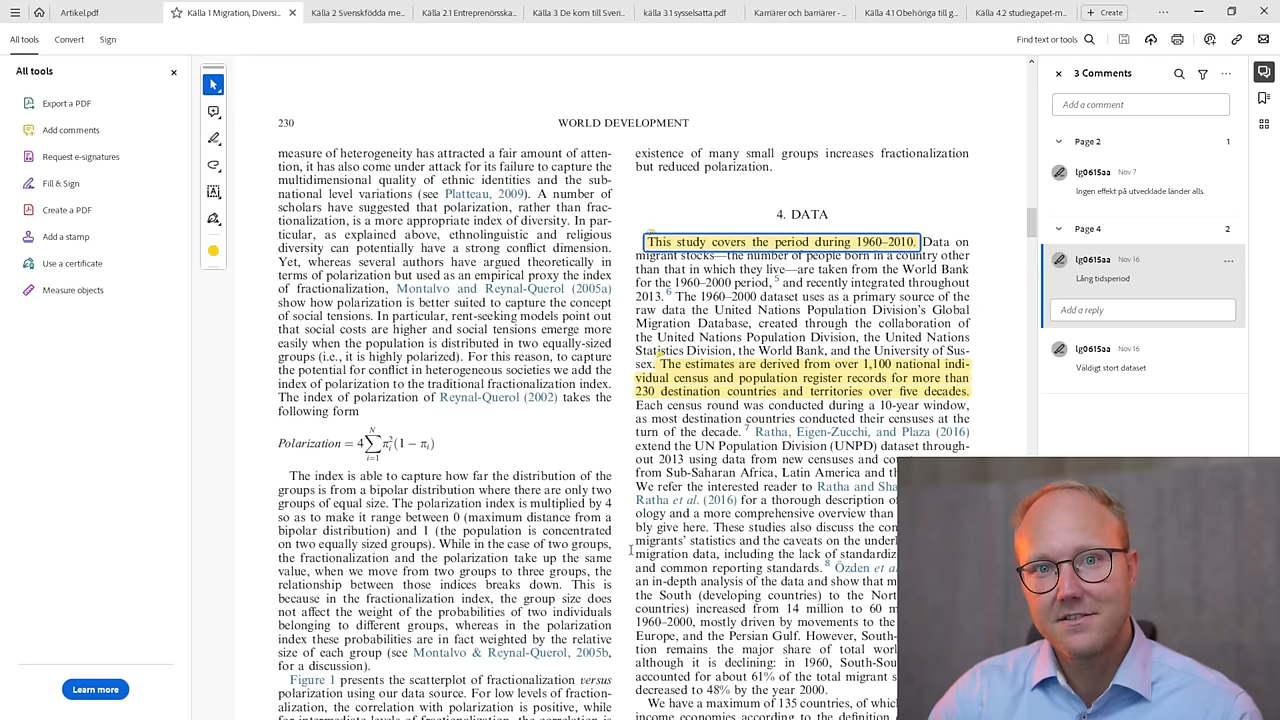 Artikel.pdf
Källa 1 Migration, Diversi...
Källa 2 Svenskfödda me...
Källa 2.1 Entreprenörska...
Källa 3 De kom till Sveri...
källa 3.1 sysselsatta.pdf
Karriärer och barriärer - ...
Källa 4.1 Obehöriga till g...
Källa 4.2 studiegapet-m...
Create
All tools
Convert
Sign
Find text or tools
All tools
Export a PDF
Add comments
Request e-signatures
Fill & Sign
Create a PDF
Add a stamp
Use a certificate
Measure objects
Learn more
230
WORLD DEVELOPMENT
measure of heterogeneity has attracted a fair amount of atten-
tion, it has also come under attack for its failure to capture the
multidimensional quality of ethnic identities and the sub-
national level variations (see Platteau, 2009). A number of
scholars have suggested that polarization, rather than frac-
tionalization, is a more appropriate index of diversity. In par-
ticular, as explained above, ethnolinguistic and religious
diversity can potentially have a strong conflict dimension.
Yet, whereas several authors have argued theoretically in
terms of polarization but used as an empirical proxy the index
of fractionalization, Montalvo and Reynal-Querol (2005a)
show how polarization is better suited to capture the concept
of social tensions. In particular, rent-seeking models point out
that social costs are higher and social tensions emerge more
easily when the population is distributed in two equally-sized
groups (i.e., it is highly polarized). For this reason, to capture
the potential for conflict in heterogeneous societies we add the
index of polarization to the traditional fractionalization index.
The index of polarization of Reynal-Querol (2002) takes the
following form
Polarization = 4 ∑ᵢ₌₁ᴺ πᵢ²(1 − πᵢ)
The index is able to capture how far the distribution of the
groups is from a bipolar distribution where there are only two
groups of equal size. The polarization index is multiplied by 4
so as to make it range between 0 (maximum distance from a
bipolar distribution) and 1 (the population is concentrated
on two equally sized groups). While in the case of two groups,
the fractionalization and the polarization take up the same
value, when we move from two groups to three groups, the
relationship between those indices breaks down. This is
because in the fractionalization index, the group size does
not affect the weight of the probabilities of two individuals
belonging to different groups, whereas in the polarization
index these probabilities are in fact weighted by the relative
size of each group (see Montalvo & Reynal-Querol, 2005b,
for a discussion).
Figure 1 presents the scatterplot of fractionalization versus
polarization using our data source. For low levels of fraction-
alization, the correlation with polarization is positive, while
existence of many small groups increases fractionalization
but reduced polarization.
4. DATA
This study covers the period during 1960–2010. Data on
migrant stocks—the number of people born in a country other
than that in which they live—are taken from the World Bank
for the 1960–2000 period, 5 and recently integrated throughout
2013. 6 The 1960–2000 dataset uses as a primary source of the
raw data the United Nations Population Division's Global
Migration Database, created through the collaboration of
the United Nations Population Division, the United Nations
Statistics Division, the World Bank, and the University of Sus-
sex. The estimates are derived from over 1,100 national indi-
vidual census and population register records for more than
230 destination countries and territories over five decades.
Each census round was conducted during a 10-year window,
as most destination countries conducted their censuses at the
turn of the decade. 7 Ratha, Eigen-Zucchi, and Plaza (2016)
extend the UN Population Division (UNPD) dataset through-
out 2013 using data from new censuses and co
from Sub-Saharan Africa, Latin America and th
We refer the interested reader to Ratha and Sha
Ratha et al. (2016) for a thorough description of
ology and a more comprehensive overview than
bly give here. These studies also discuss the con
migrants' statistics and the caveats on the underl
migration data, including the lack of standardiz
and common reporting standards. 8 Özden et al
an in-depth analysis of the data and show that m
the South (developing countries) to the Nor
countries) increased from 14 million to 60 m
1960–2000, mostly driven by movements to the
Europe, and the Persian Gulf. However, South-
tion remains the major share of total worl
although it is declining: in 1960, South-Sou
accounted for about 61% of the total migrant s
decreased to 48% by the year 2000.
We have a maximum of 135 countries, of whic
income economies according to the definition
3 Comments
Add a comment
Page 2
1
lg0615aa Nov 7
Ingen effekt på utvecklade länder alls.
Page 4
2
lg0615aa Nov 16
Lång tidsperiod
Add a reply
lg0615aa Nov 16
Väldigt stort dataset